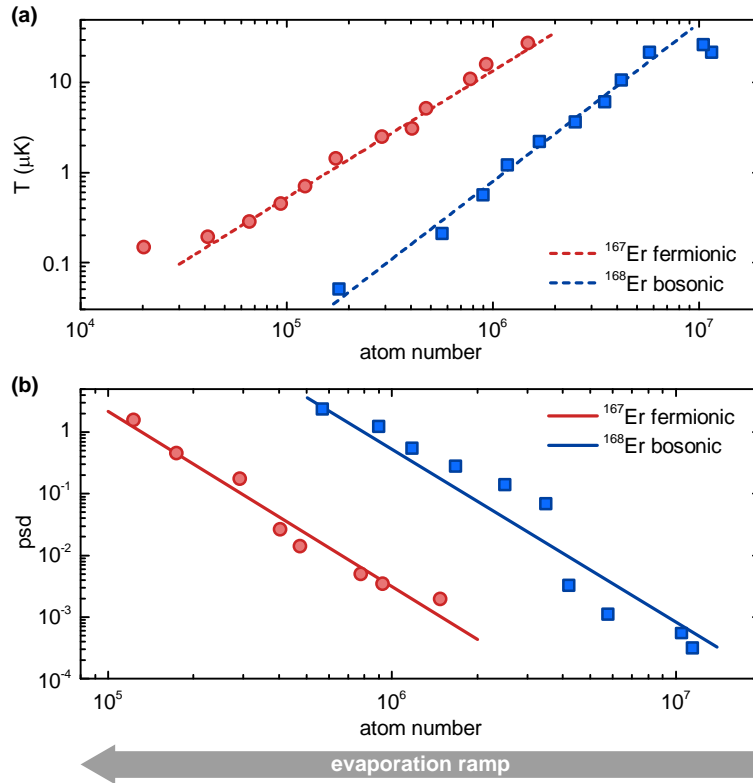 (a)
10
1
0.1
T (μK)
¹⁶⁷Er fermionic
¹⁶⁸Er bosonic
10⁴ 10⁵ 10⁶ 10⁷
atom number
(b)
1
10⁻¹
10⁻²
10⁻³
10⁻⁴
psd
¹⁶⁷Er fermionic
¹⁶⁸Er bosonic
10⁵ 10⁶ 10⁷
atom number
evaporation ramp